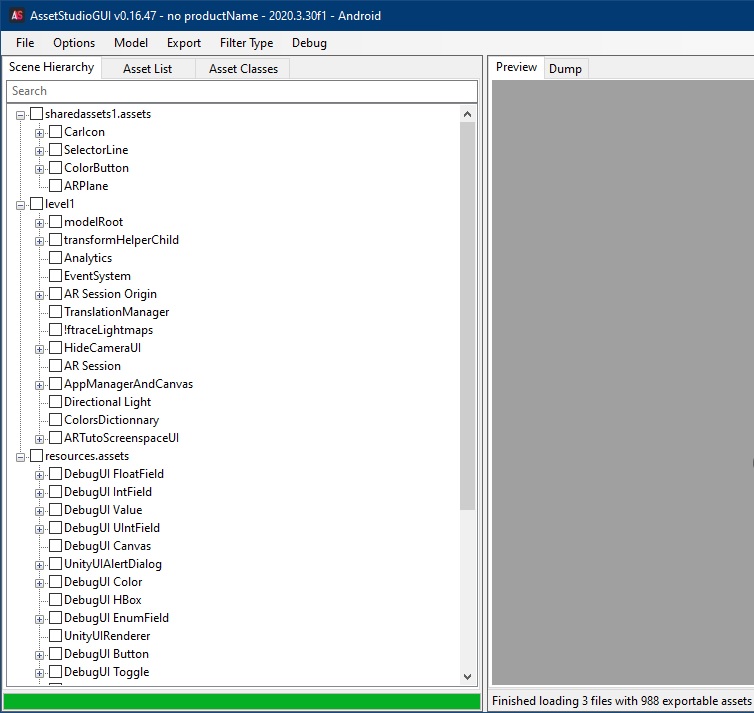 AssetStudioGUI v0.16.47 - no productName - 2020.3.30f1 - Android
File Options Model Export Filter Type Debug
Scene Hierarchy Asset List Asset Classes
Search
sharedassets1.assets
CarIcon
SelectorLine
ColorButton
ARPlane
level1
modelRoot
transformHelperChild
Analytics
EventSystem
AR Session Origin
TranslationManager
!ftraceLightmaps
HideCameraUI
AR Session
AppManagerAndCanvas
Directional Light
ColorsDictionnary
ARTutoScreenspaceUI
resources.assets
DebugUI FloatField
DebugUI IntField
DebugUI Value
DebugUI UIntField
DebugUI Canvas
UnityUIAlertDialog
DebugUI Color
DebugUI HBox
DebugUI EnumField
UnityUIRenderer
DebugUI Button
DebugUI Toggle
Preview Dump
Finished loading 3 files with 988 exportable assets